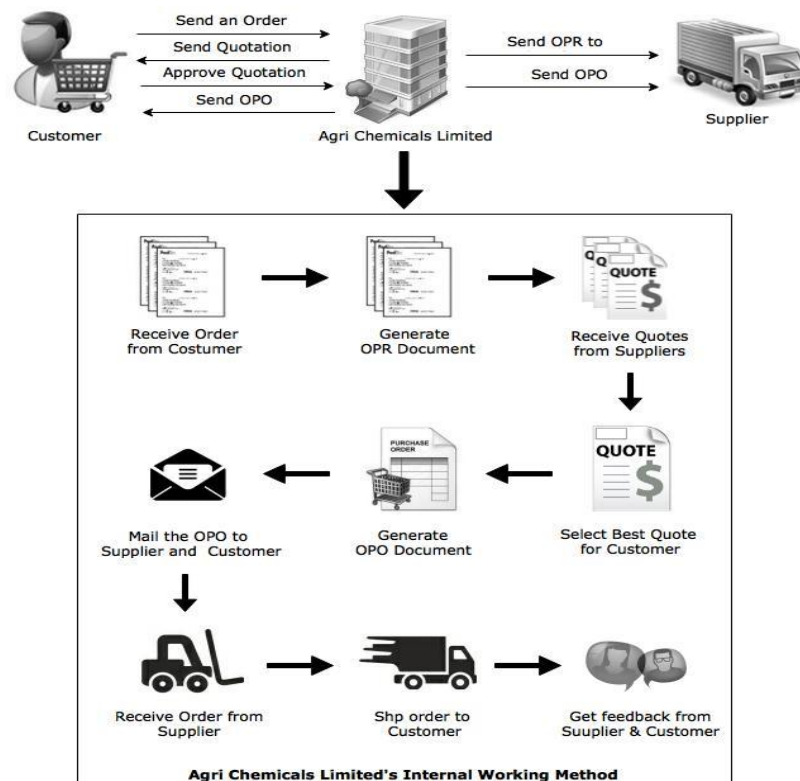 Send an Order
Send Quotation
Approve Quotation
Send OPO
Send OPR to
Send OPO
Customer
Agri Chemicals Limited
Supplier
Receive Order
from Costumer
Generate
OPR Document
QUOTE
$
Receive Quotes
from Suppliers
Mail the OPO to
Supplier and Customer
PURCHASE
ORDER
Generate
OPO Document
QUOTE
$
Select Best Quote
for Customer
Receive Order from
Supplier
Shp order to
Customer
Get feedback from
Suuplier & Customer
Agri Chemicals Limited's Internal Working Method